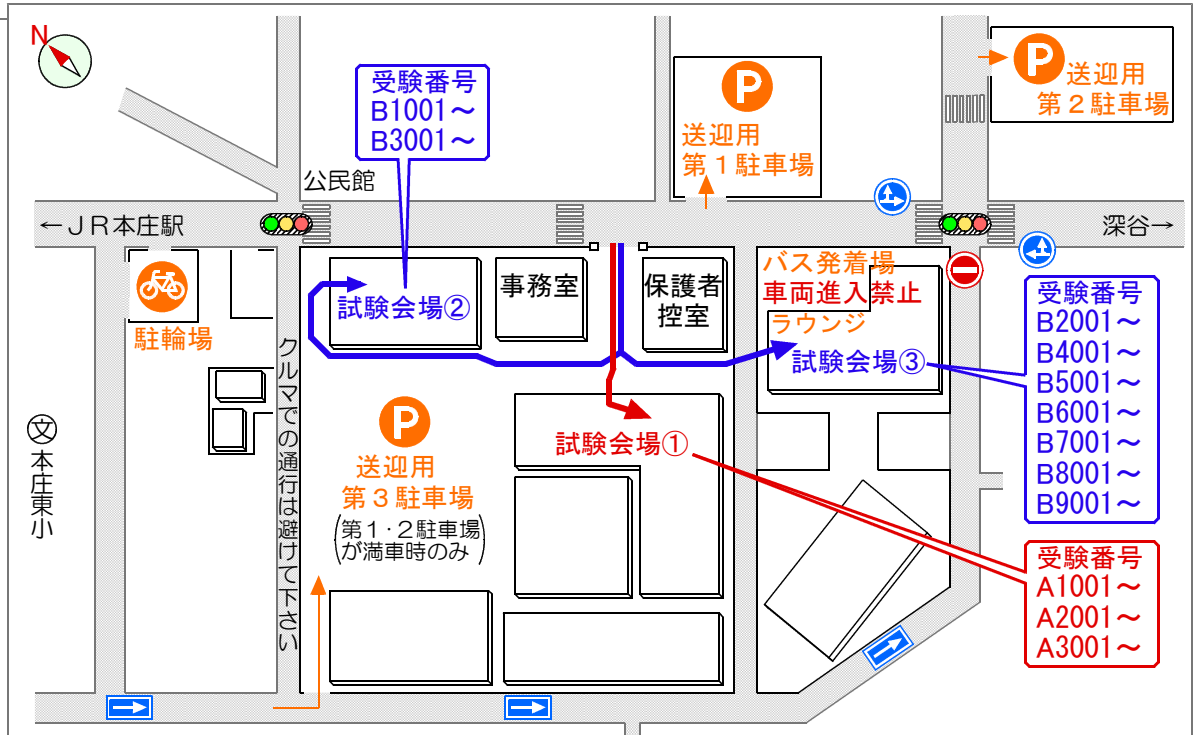 N
受験番号
B1001～
B3001～
P
送迎用
第１駐車場
P
送迎用
第２駐車場
公民館
←ＪＲ本庄駅
深谷→
駐輪場
試験会場②
事務室
保護者
控室
バス発着場
車両進入禁止
ラウンジ
試験会場③
受験番号
B2001～
B4001～
B5001～
B6001～
B7001～
B8001～
B9001～
クルマでの通行は避けて下さい
文
本庄東小
P
送迎用
第３駐車場
(第１･２駐車場
が満車時のみ)
試験会場①
受験番号
A1001～
A2001～
A3001～